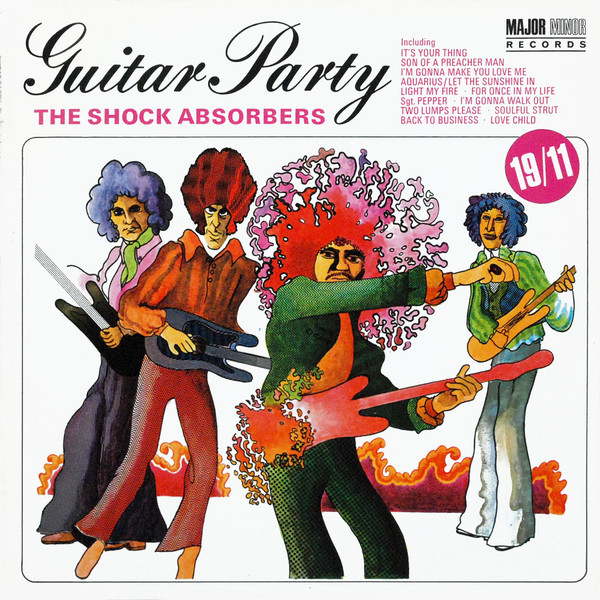 Guitar Party
THE SHOCK ABSORBERS
MAJOR MINOR
RECORDS
Including
IT'S YOUR THING
SON OF A PREACHER MAN
I'M GONNA MAKE YOU LOVE ME
AQUARIUS/LET THE SUNSHINE IN
LIGHT MY FIRE · FOR ONCE IN MY LIFE
Sgt. PEPPER · I'M GONNA WALK OUT
TWO LUMPS PLEASE · SOULFUL STRUT
BACK TO BUSINESS · LOVE CHILD
19/11